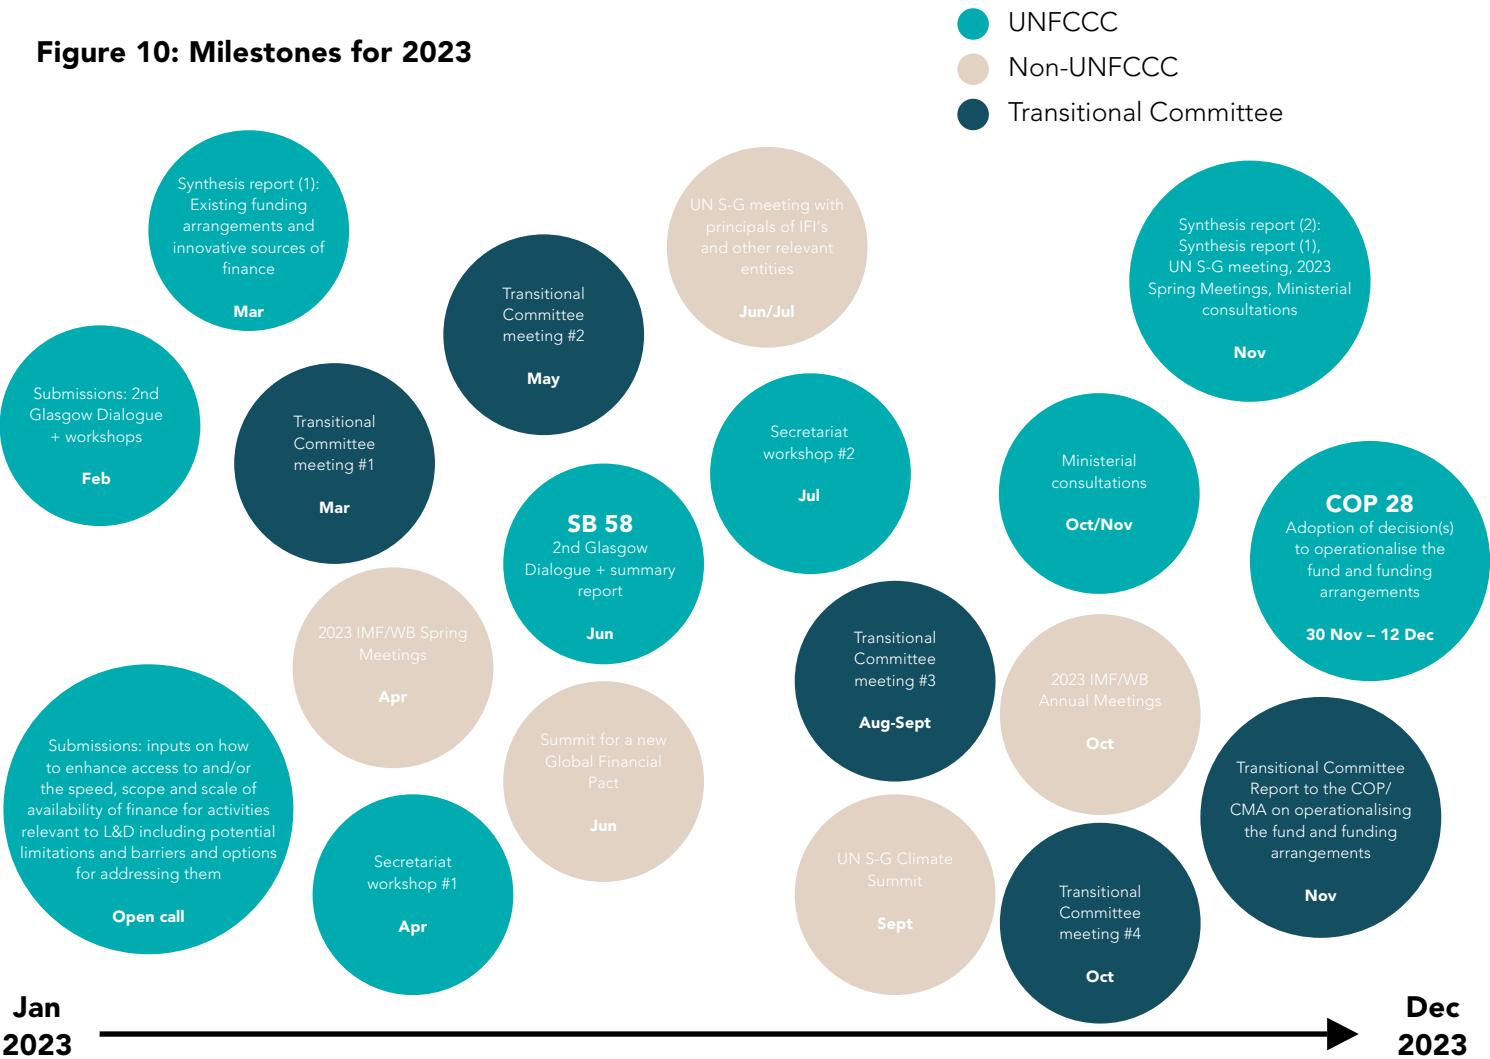 Figure 10: Milestones for 2023
UNFCCC
Non-UNFCCC
Transitional Committee
Synthesis report (1):
Existing funding
arrangements and
innovative sources of
finance
Mar
Submissions: 2nd
Glasgow Dialogue
+ workshops
Feb
Transitional
Committee
meeting #1
Mar
Transitional
Committee
meeting #2
May
UN S-G meeting with
principals of IFI's
and other relevant
entities
Jun/Jul
Synthesis report (2):
Synthesis report (1),
UN S-G meeting, 2023
Spring Meetings, Ministerial
consultations
Nov
Secretariat
workshop #2
Jul
Ministerial
consultations
Oct/Nov
COP 28
Adoption of decision(s)
to operationalise the
fund and funding
arrangements
30 Nov – 12 Dec
SB 58
2nd Glasgow
Dialogue + summary
report
Jun
2023 IMF/WB Spring
Meetings
Apr
Submissions: inputs on how
to enhance access to and/or
the speed, scope and scale of
availability of finance for activities
relevant to L&D including potential
limitations and barriers and options
for addressing them
Open call
Summit for a new
Global Financial
Pact
Jun
Transitional
Committee
meeting #3
Aug-Sept
2023 IMF/WB
Annual Meetings
Oct
Transitional Committee
Report to the COP/
CMA on operationalising
the fund and funding
arrangements
Nov
Secretariat
workshop #1
Apr
UN S-G Climate
Summit
Sept
Transitional
Committee
meeting #4
Oct
Jan
2023
Dec
2023